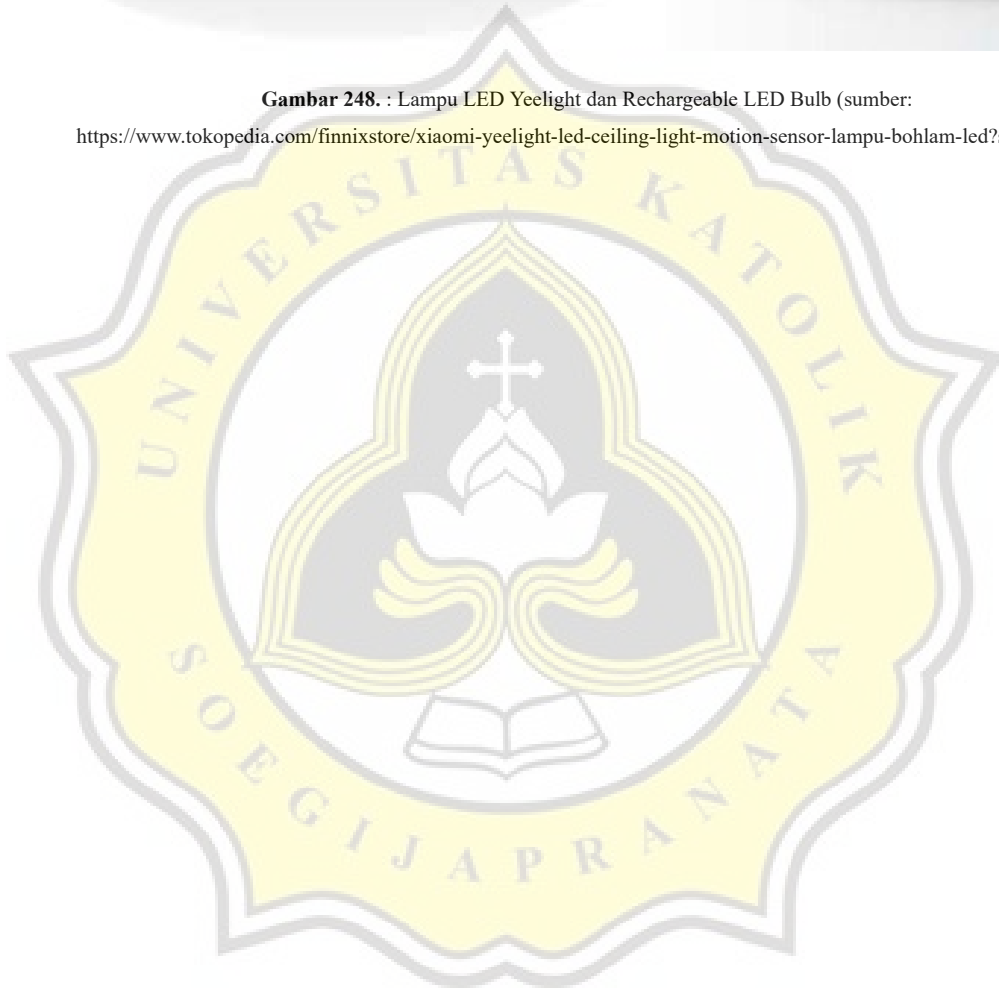 Gambar 248. : Lampu LED Yeelight dan Rechargeable LED Bulb (sumber:
https://www.tokopedia.com/finnixstore/xiaomi-yeelight-led-ceiling-light-motion-sensor-lampu-bohlam-led?
UNIVERSITAS KATOLIK
SOEGIJAPRANATA